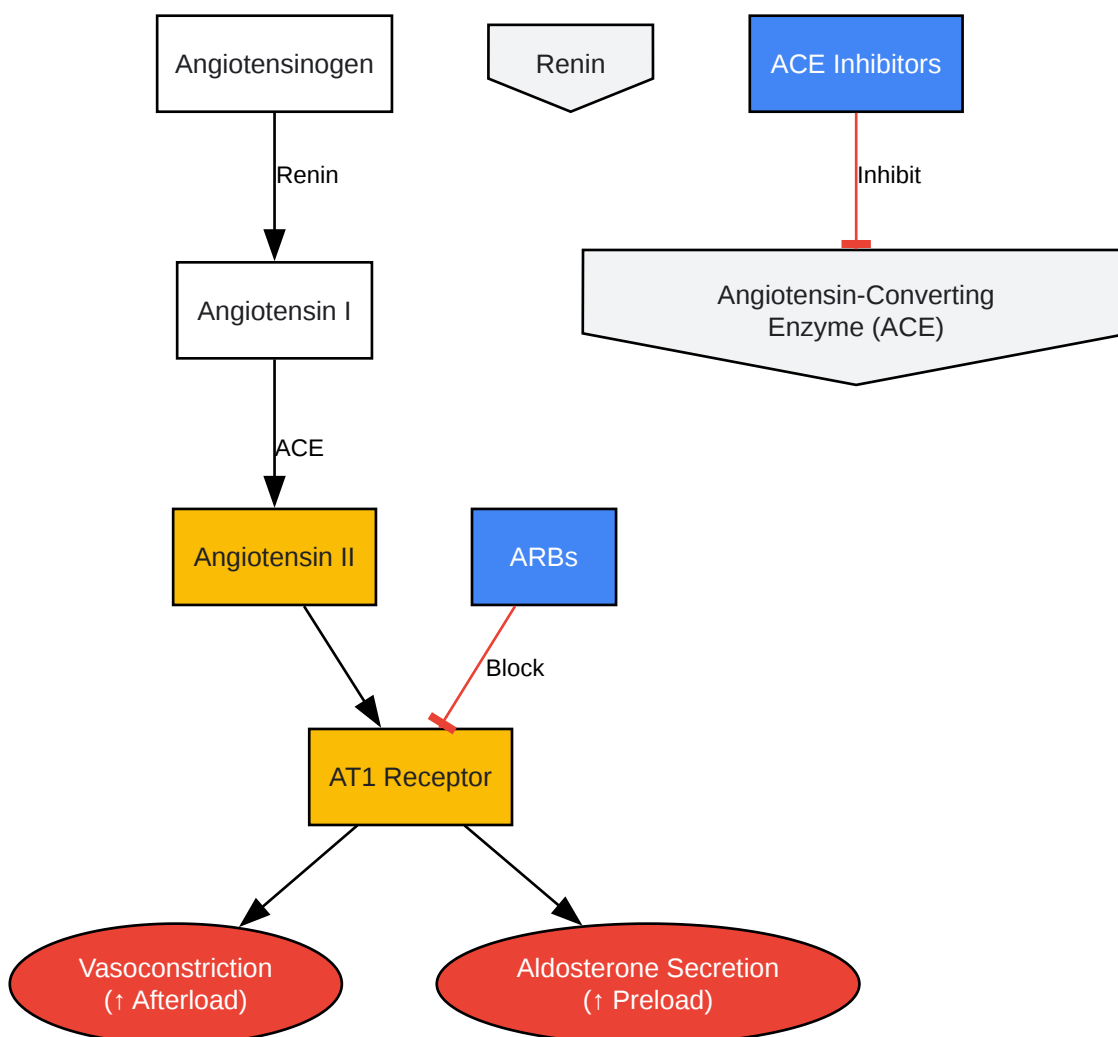 Angiotensinogen
Renin
ACE Inhibitors
Renin
Inhibit
Angiotensin I
Angiotensin-Converting
Enzyme (ACE)
ACE
Angiotensin II
ARBs
Block
AT1 Receptor
Vasoconstriction
(↑ Afterload)
Aldosterone Secretion
(↑ Preload)